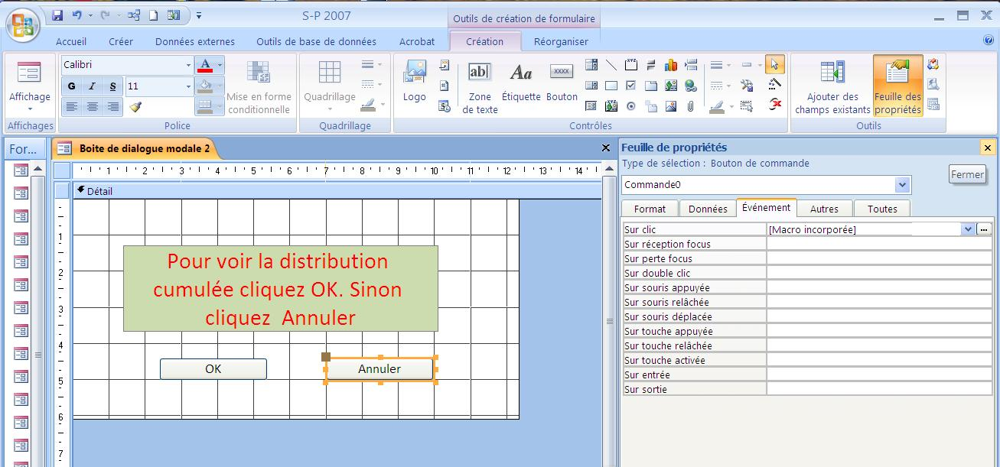 S-P 2007
Outils de création de formulaire
Accueil Créer Données externes Outils de base de données Acrobat Création Réorganiser
Calibri
G I S 11
A
Affichage
Mise en forme conditionnelle
Quadrillage
Logo
ab|
Zone de texte
Aa
Étiquette
XXXX
Bouton
Ajouter des champs existants
Feuille des propriétés
Affichages Police Quadrillage Contrôles Outils
For...
Boite de dialogue modale 2
1 2 3 4 5 6 7 8 9 10 11 12 13 14
Détail
1
2
3
4
5
6
7
Pour voir la distribution
cumulée cliquez OK. Sinon
cliquez Annuler
OK Annuler
Feuille de propriétés
Type de sélection : Bouton de commande
Fermer
Commande0
Format Données Événement Autres Toutes
Sur clic [Macro incorporée] ...
Sur réception focus
Sur perte focus
Sur double clic
Sur souris appuyée
Sur souris relâchée
Sur souris déplacée
Sur touche appuyée
Sur touche relâchée
Sur touche activée
Sur entrée
Sur sortie